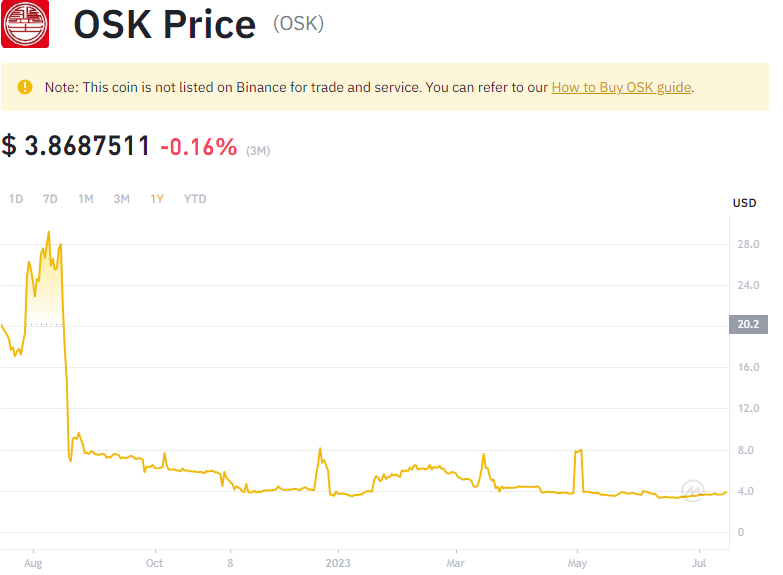 OSK Price (OSK)
Note: This coin is not listed on Binance for trade and service. You can refer to our How to Buy OSK guide.
$ 3.8687511 -0.16% (3M)
1D 7D 1M 3M 1Y YTD
USD
28.0
24.0
20.2
16.0
12.0
8.0
4.0
0
Aug Oct 8 2023 Mar May Jul